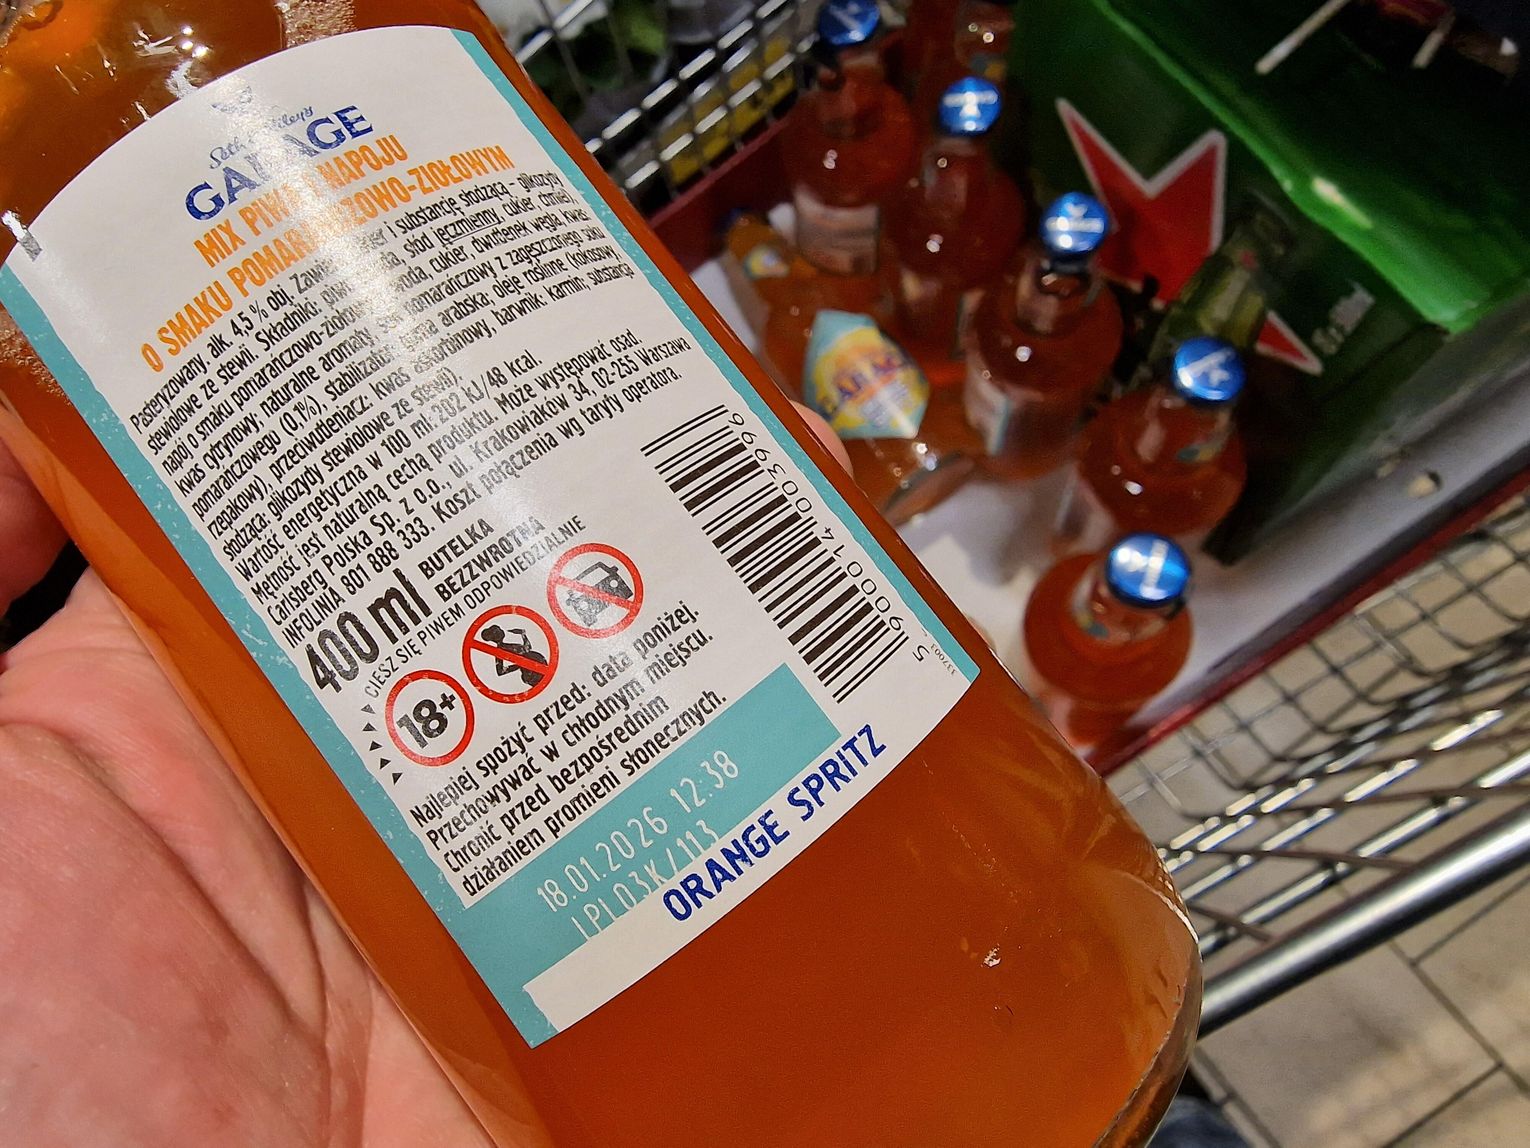 Seth & Riley's
GARAGE
MIX PIWA I NAPOJU
O SMAKU POMARAŃCZOWO-ZIOŁOWYM
Pasteryzowany, alk. 4,5 % obj. Zawiera cukier i substancję słodzącą – glikozydy
stewiolowe ze stewii. Składniki: piwo słód jęczmienny, cukier, chmiel),
napój o smaku pomarańczowo-ziołowym woda, cukier, dwutlenek węgla, kwas:
kwas cytrynowy; naturalne aromaty, sok pomarańczowy z zagęszczonego soku
pomarańczowego (0,1%), stabilizator: guma arabska; oleje roślinne (kokosowy,
rzepakowy), przeciwutleniacz: kwas askorbinowy, barwnik: karmin; substancja
słodząca: glikozydy stewiolowe ze stewii).
Wartość energetyczna w 100 ml: 202 kJ/48 kcal.
Mętność jest naturalną cechą produktu. Może występować osad.
Carlsberg Polska Sp. z o.o., ul. Krakowiaków 34, 02-255 Warszawa
INFOLINIA 801 888 333. Koszt połączenia wg taryfy operatora.
400 ml BUTELKA
BEZZWROTNA
CIESZ SIĘ PIWEM ODPOWIEDZIALNIE
18+
Najlepiej spożyć przed: data poniżej.
Przechowywać w chłodnym miejscu.
Chronić przed bezpośrednim
działaniem promieni słonecznych.
18.01.2026 12:38
LPL03K/113
ORANGE SPRITZ
5 900014 003996
137003
GARAGE